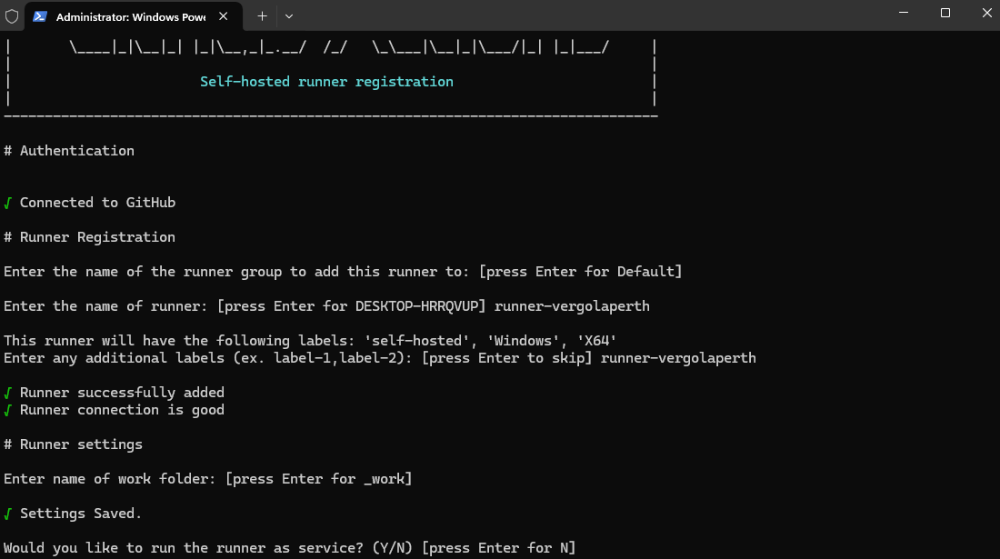 Administrator: Windows Powe
|       \____|_|\__|_| |_|\__,_|_.__/  /_/   \_\___|\__|_|\___/|_| |_|___/     |
|                                                                              |
|                       Self-hosted runner registration                        |
|                                                                              |
--------------------------------------------------------------------------------
# Authentication
√ Connected to GitHub
# Runner Registration
Enter the name of the runner group to add this runner to: [press Enter for Default]
Enter the name of runner: [press Enter for DESKTOP-HRRQVUP] runner-vergolaperth
This runner will have the following labels: 'self-hosted', 'Windows', 'X64'
Enter any additional labels (ex. label-1,label-2): [press Enter to skip] runner-vergolaperth
√ Runner successfully added
√ Runner connection is good
# Runner settings
Enter name of work folder: [press Enter for _work]
√ Settings Saved.
Would you like to run the runner as service? (Y/N) [press Enter for N]